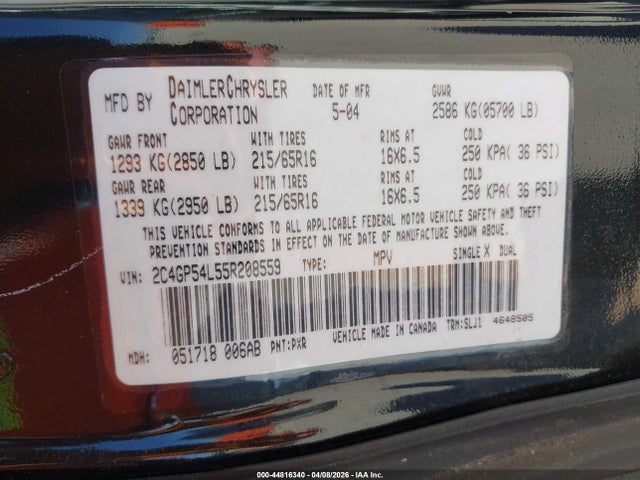 MFD BY DAIMLERCHRYSLER CORPORATION DATE OF MFR 5-04 GVWR 2586 KG(05700 LB)
GAWR FRONT WITH TIRES RIMS AT COLD
1293 KG(2850 LB) 215/65R16 16X6.5 250 KPA( 36 PSI)
GAWR REAR WITH TIRES RIMS AT COLD
1339 KG(2950 LB) 215/65R16 16X6.5 250 KPA( 36 PSI)
THIS VEHICLE CONFORMS TO ALL APPLICABLE FEDERAL MOTOR VEHICLE SAFETY AND THEFT
PREVENTION STANDARDS IN EFFECT ON THE DATE OF MANUFACTURE SHOWN ABOVE.
VIN: 2C4GP54L55R208559 TYPE: MPV SINGLE X DUAL
MDH: 051718 006AB PNT:PXR VEHICLE MADE IN CANADA TRM:SLJ1 4648505
000-44816340 - 04/08/2026 - IAA Inc.